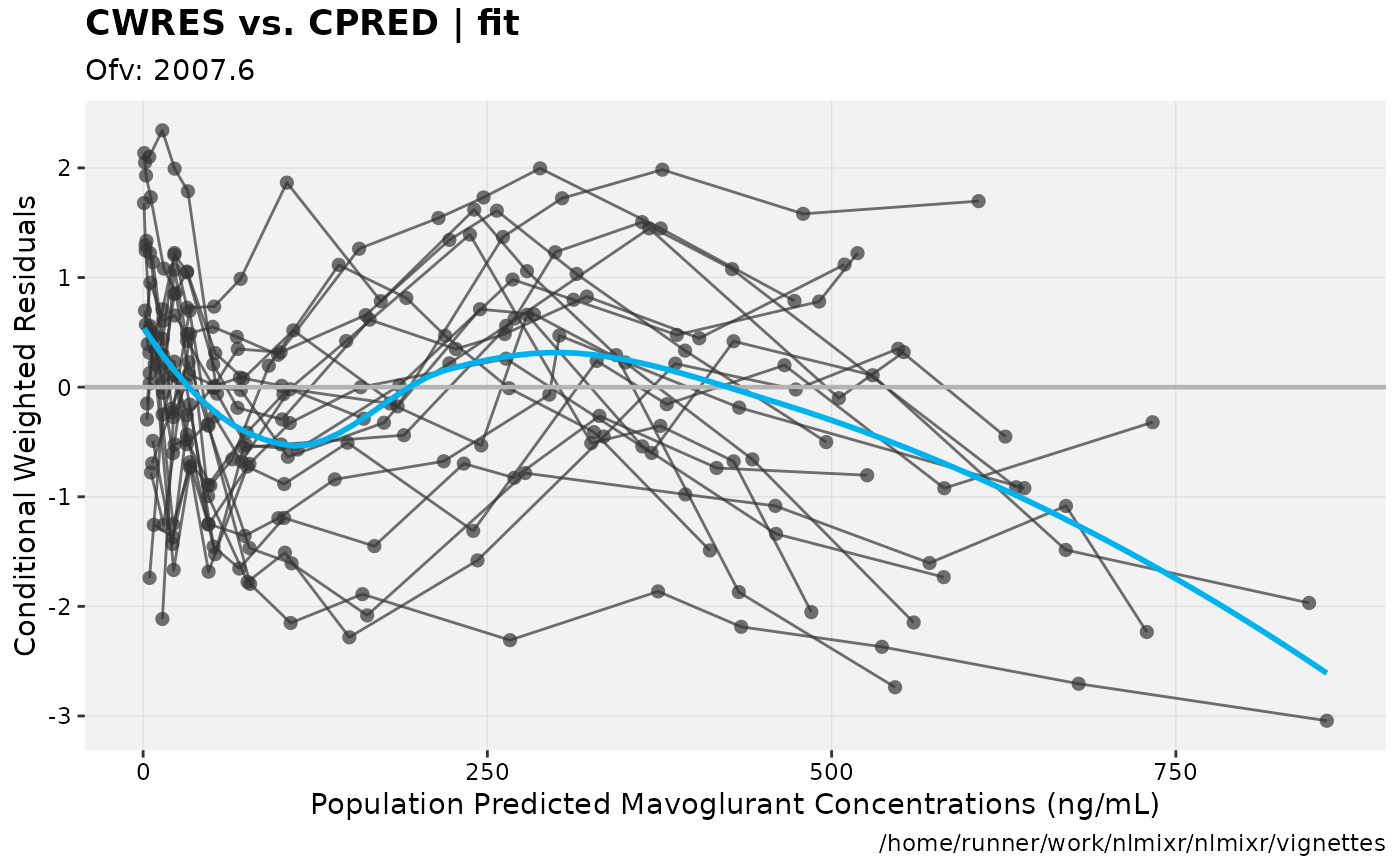 CWRES vs. CPRED | fit
Ofv: 2007.6
Conditional Weighted Residuals
2
1
0
-1
-2
-3
0 250 500 750
Population Predicted Mavoglurant Concentrations (ng/mL)
/home/runner/work/nlmixr/nlmixr/vignettes